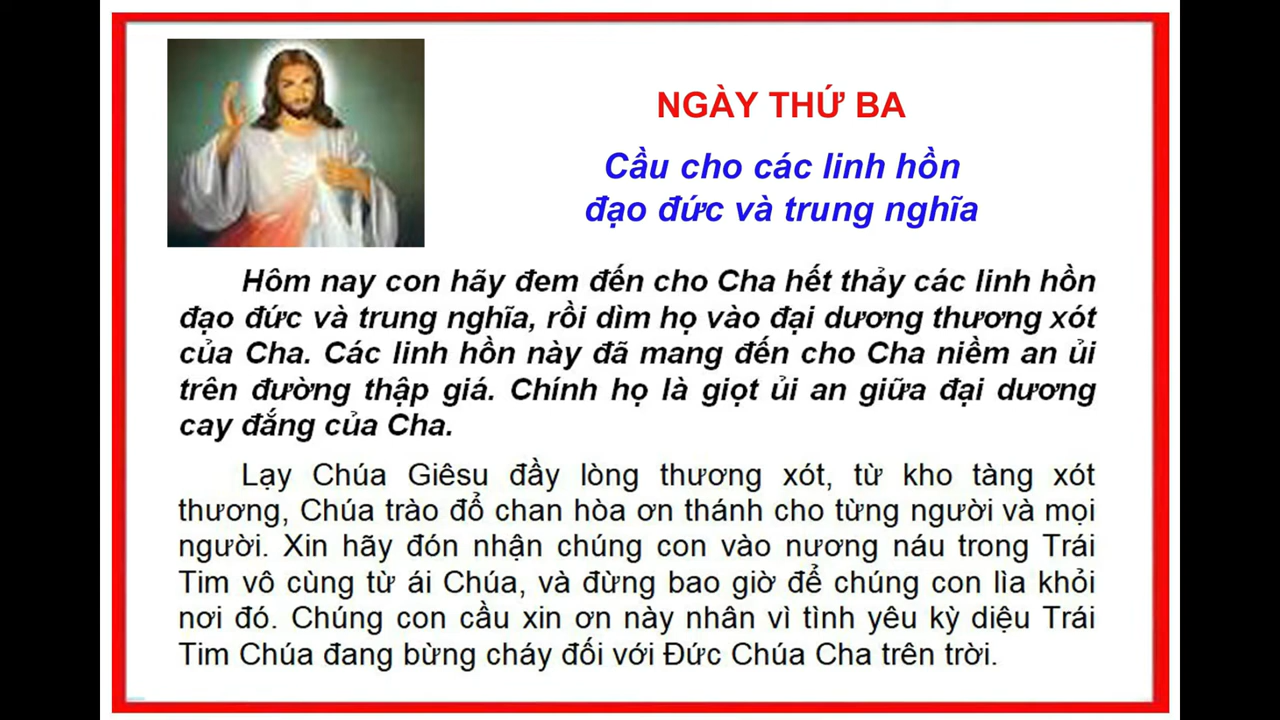 NGÀY THỨ BA
Cầu cho các linh hồn
đạo đức và trung nghĩa
Hôm nay con hãy đem đến cho Cha hết thảy các linh hồn
đạo đức và trung nghĩa, rồi dìm họ vào đại dương thương xót
của Cha. Các linh hồn này đã mang đến cho Cha niềm an ủi
trên đường thập giá. Chính họ là giọt ủi an giữa đại dương
cay đắng của Cha.
Lạy Chúa Giêsu đầy lòng thương xót, từ kho tàng xót
thương, Chúa trào đổ chan hòa ơn thánh cho từng người và mọi
người. Xin hãy đón nhận chúng con vào nương náu trong Trái
Tim vô cùng từ ái Chúa, và đừng bao giờ để chúng con lìa khỏi
nơi đó. Chúng con cầu xin ơn này nhân vì tình yêu kỳ diệu Trái
Tim Chúa đang bừng cháy đối với Đức Chúa Cha trên trời.